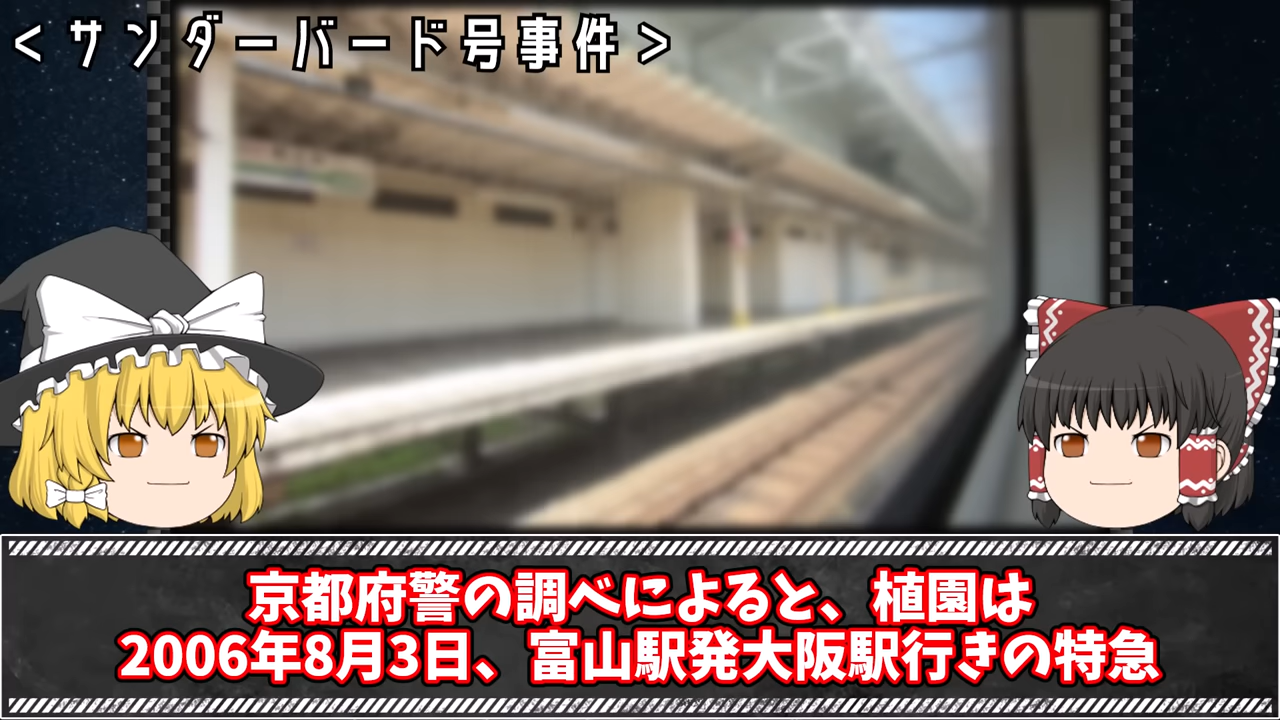 ＜サンダーバード号事件＞
京都府警の調べによると、植園は
2006年8月3日、富山駅発大阪駅行きの特急